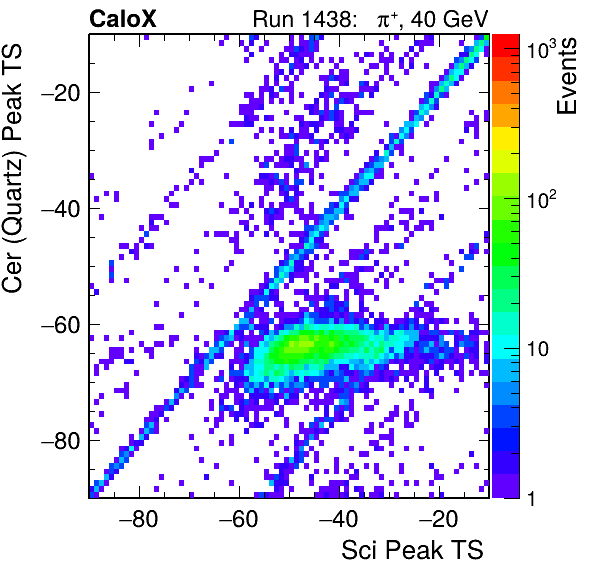 CaloX Run 1438: π⁺, 40 GeV
Cer (Quartz) Peak TS
−20
−40
−60
−80
−80 −60 −40 −20
Sci Peak TS
Events
10³
10²
10
1